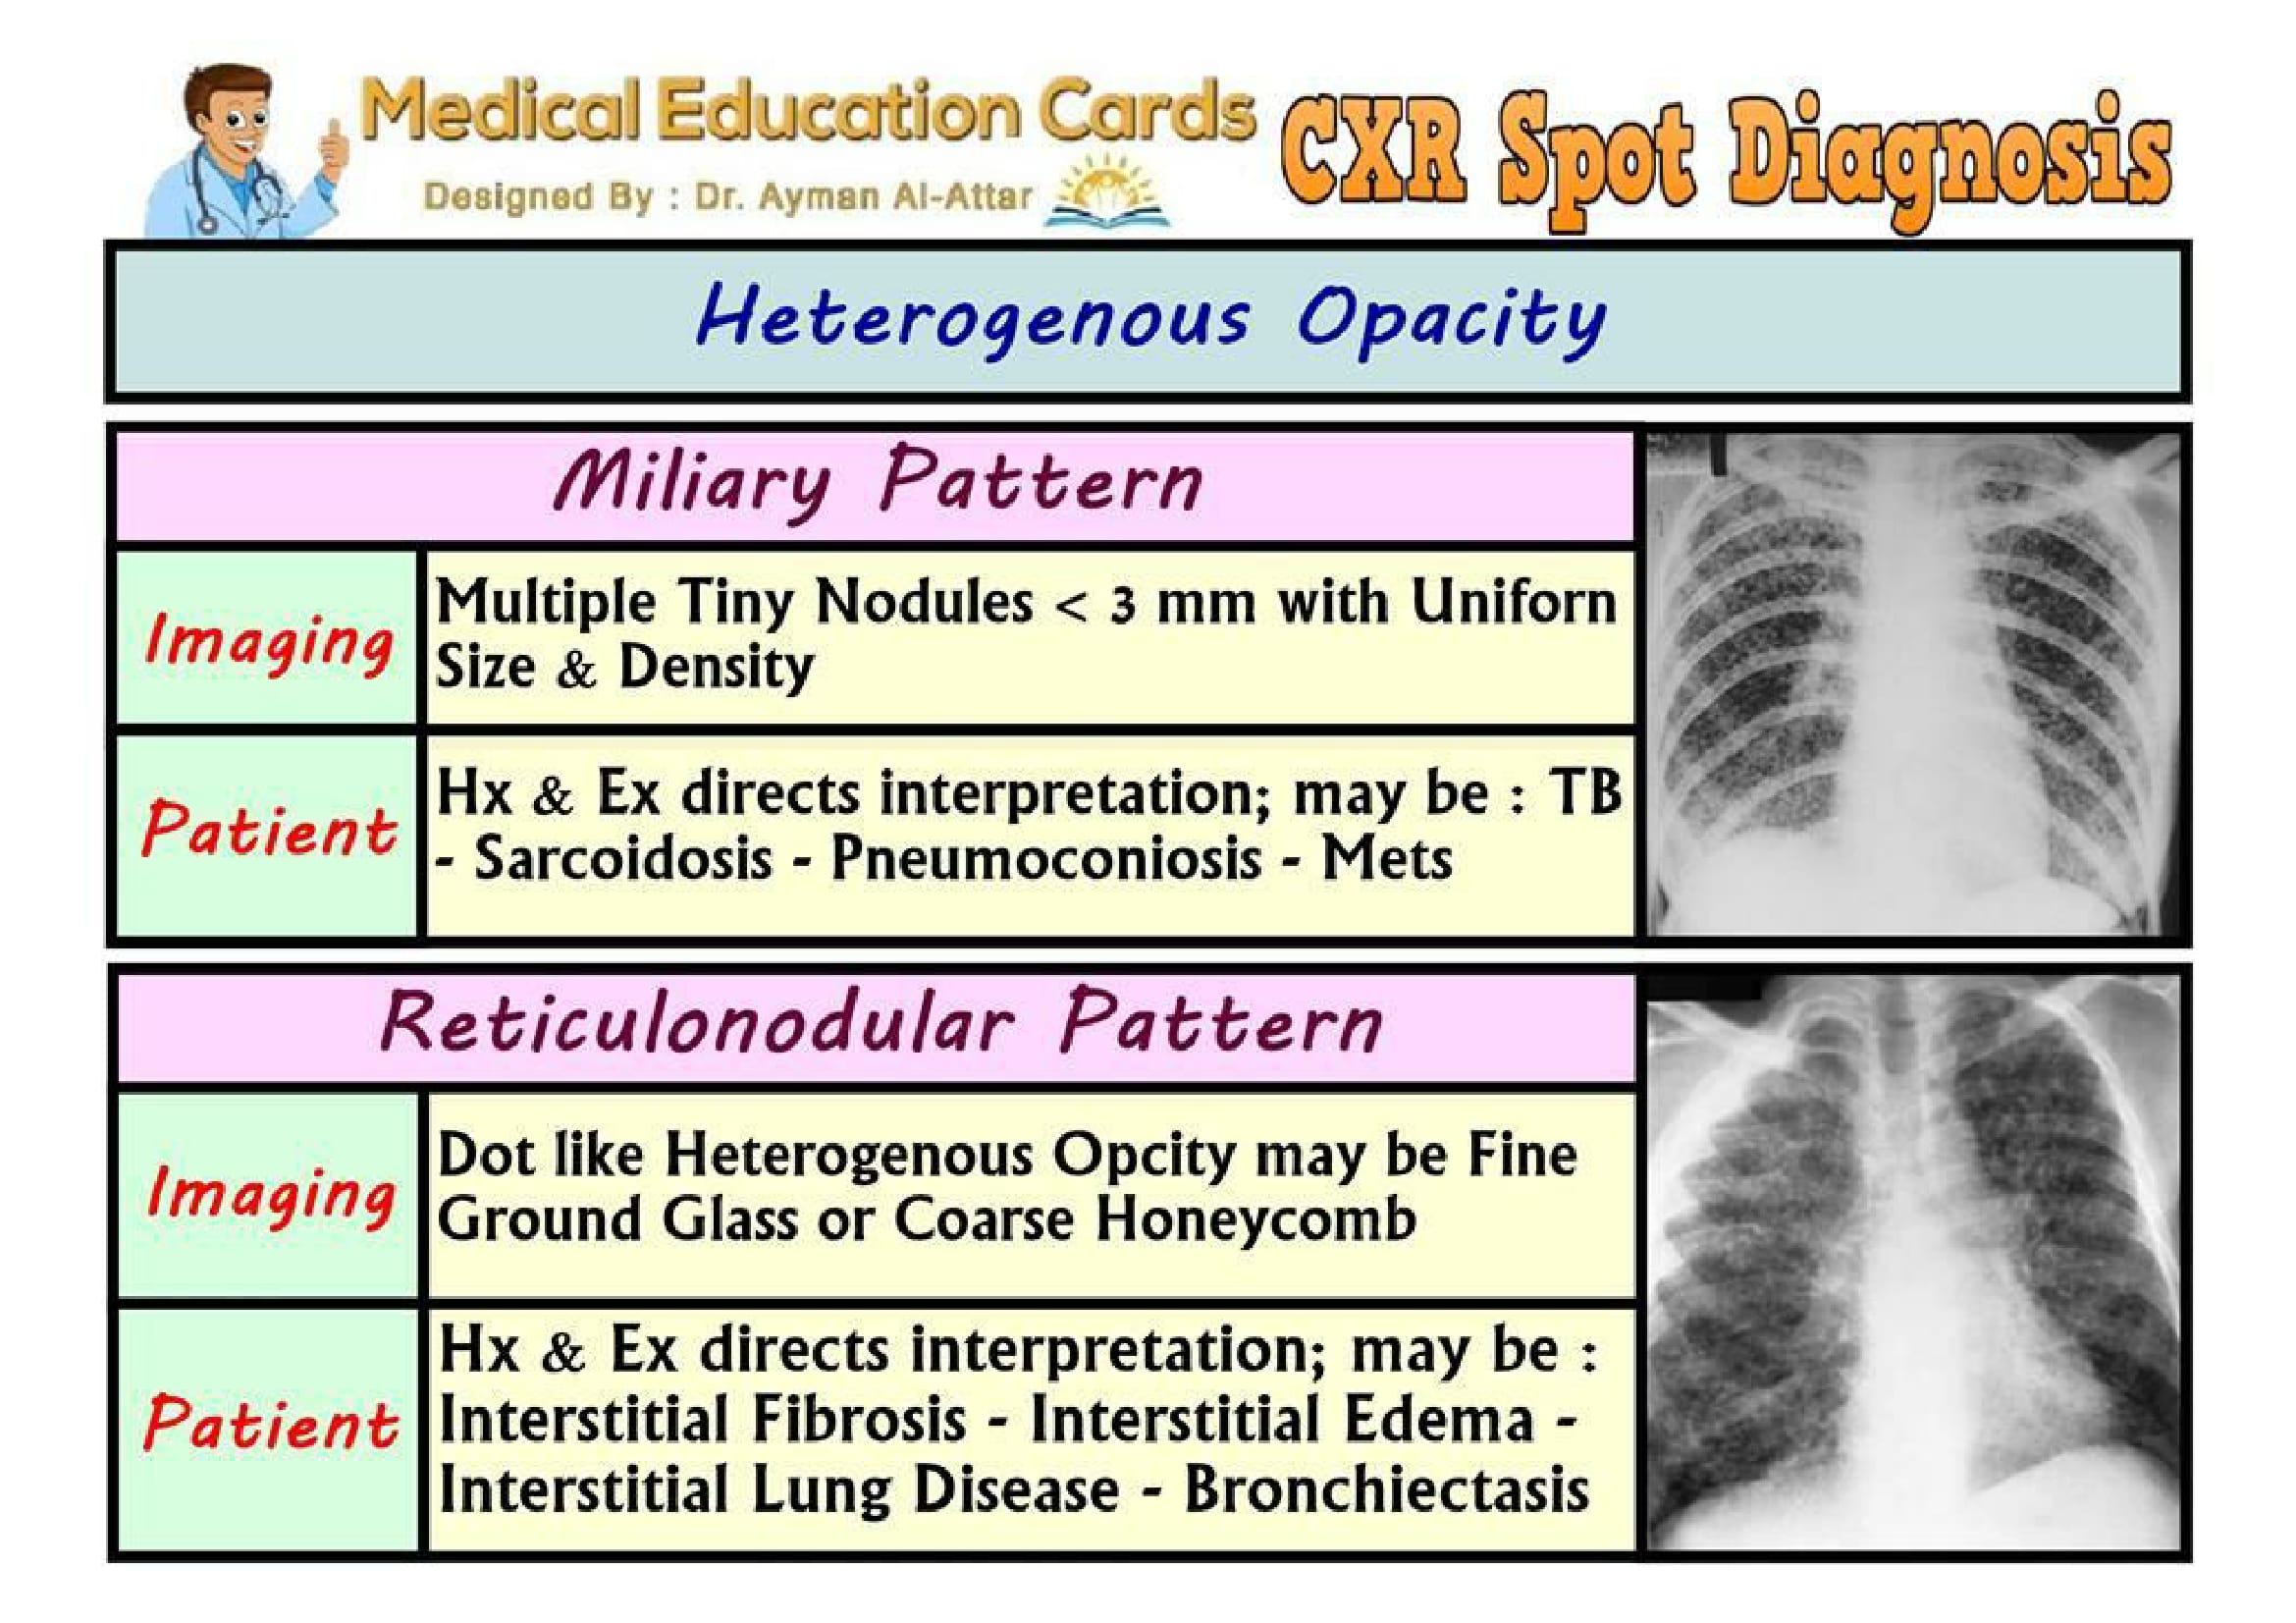 Medical Education Cards
Designed By : Dr. Ayman Al-Attar
CXR Spot Diagnosis
Heterogenous Opacity
Miliary Pattern
Imaging
Multiple Tiny Nodules < 3 mm with Uniforn
Size & Density
Patient
Hx & Ex directs interpretation; may be : TB
- Sarcoidosis - Pneumoconiosis - Mets
Reticulonodular Pattern
Imaging
Dot like Heterogenous Opcity may be Fine
Ground Glass or Coarse Honeycomb
Patient
Hx & Ex directs interpretation; may be :
Interstitial Fibrosis - Interstitial Edema -
Interstitial Lung Disease - Bronchiectasis